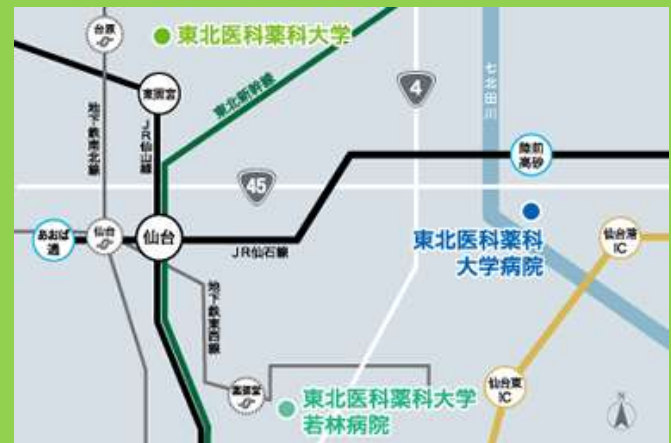 台原
東北医科薬科大学
東照宮
東北新幹線
4
七北田川
地下鉄南北線
JR仙山線
陸前
高砂
45
あおば
通
仙台
仙台
JR仙石線
東北医科薬科
大学病院
仙台港
IC
地下鉄東西線
薬師堂
東北医科薬科大学
若林病院
仙台東
IC
N